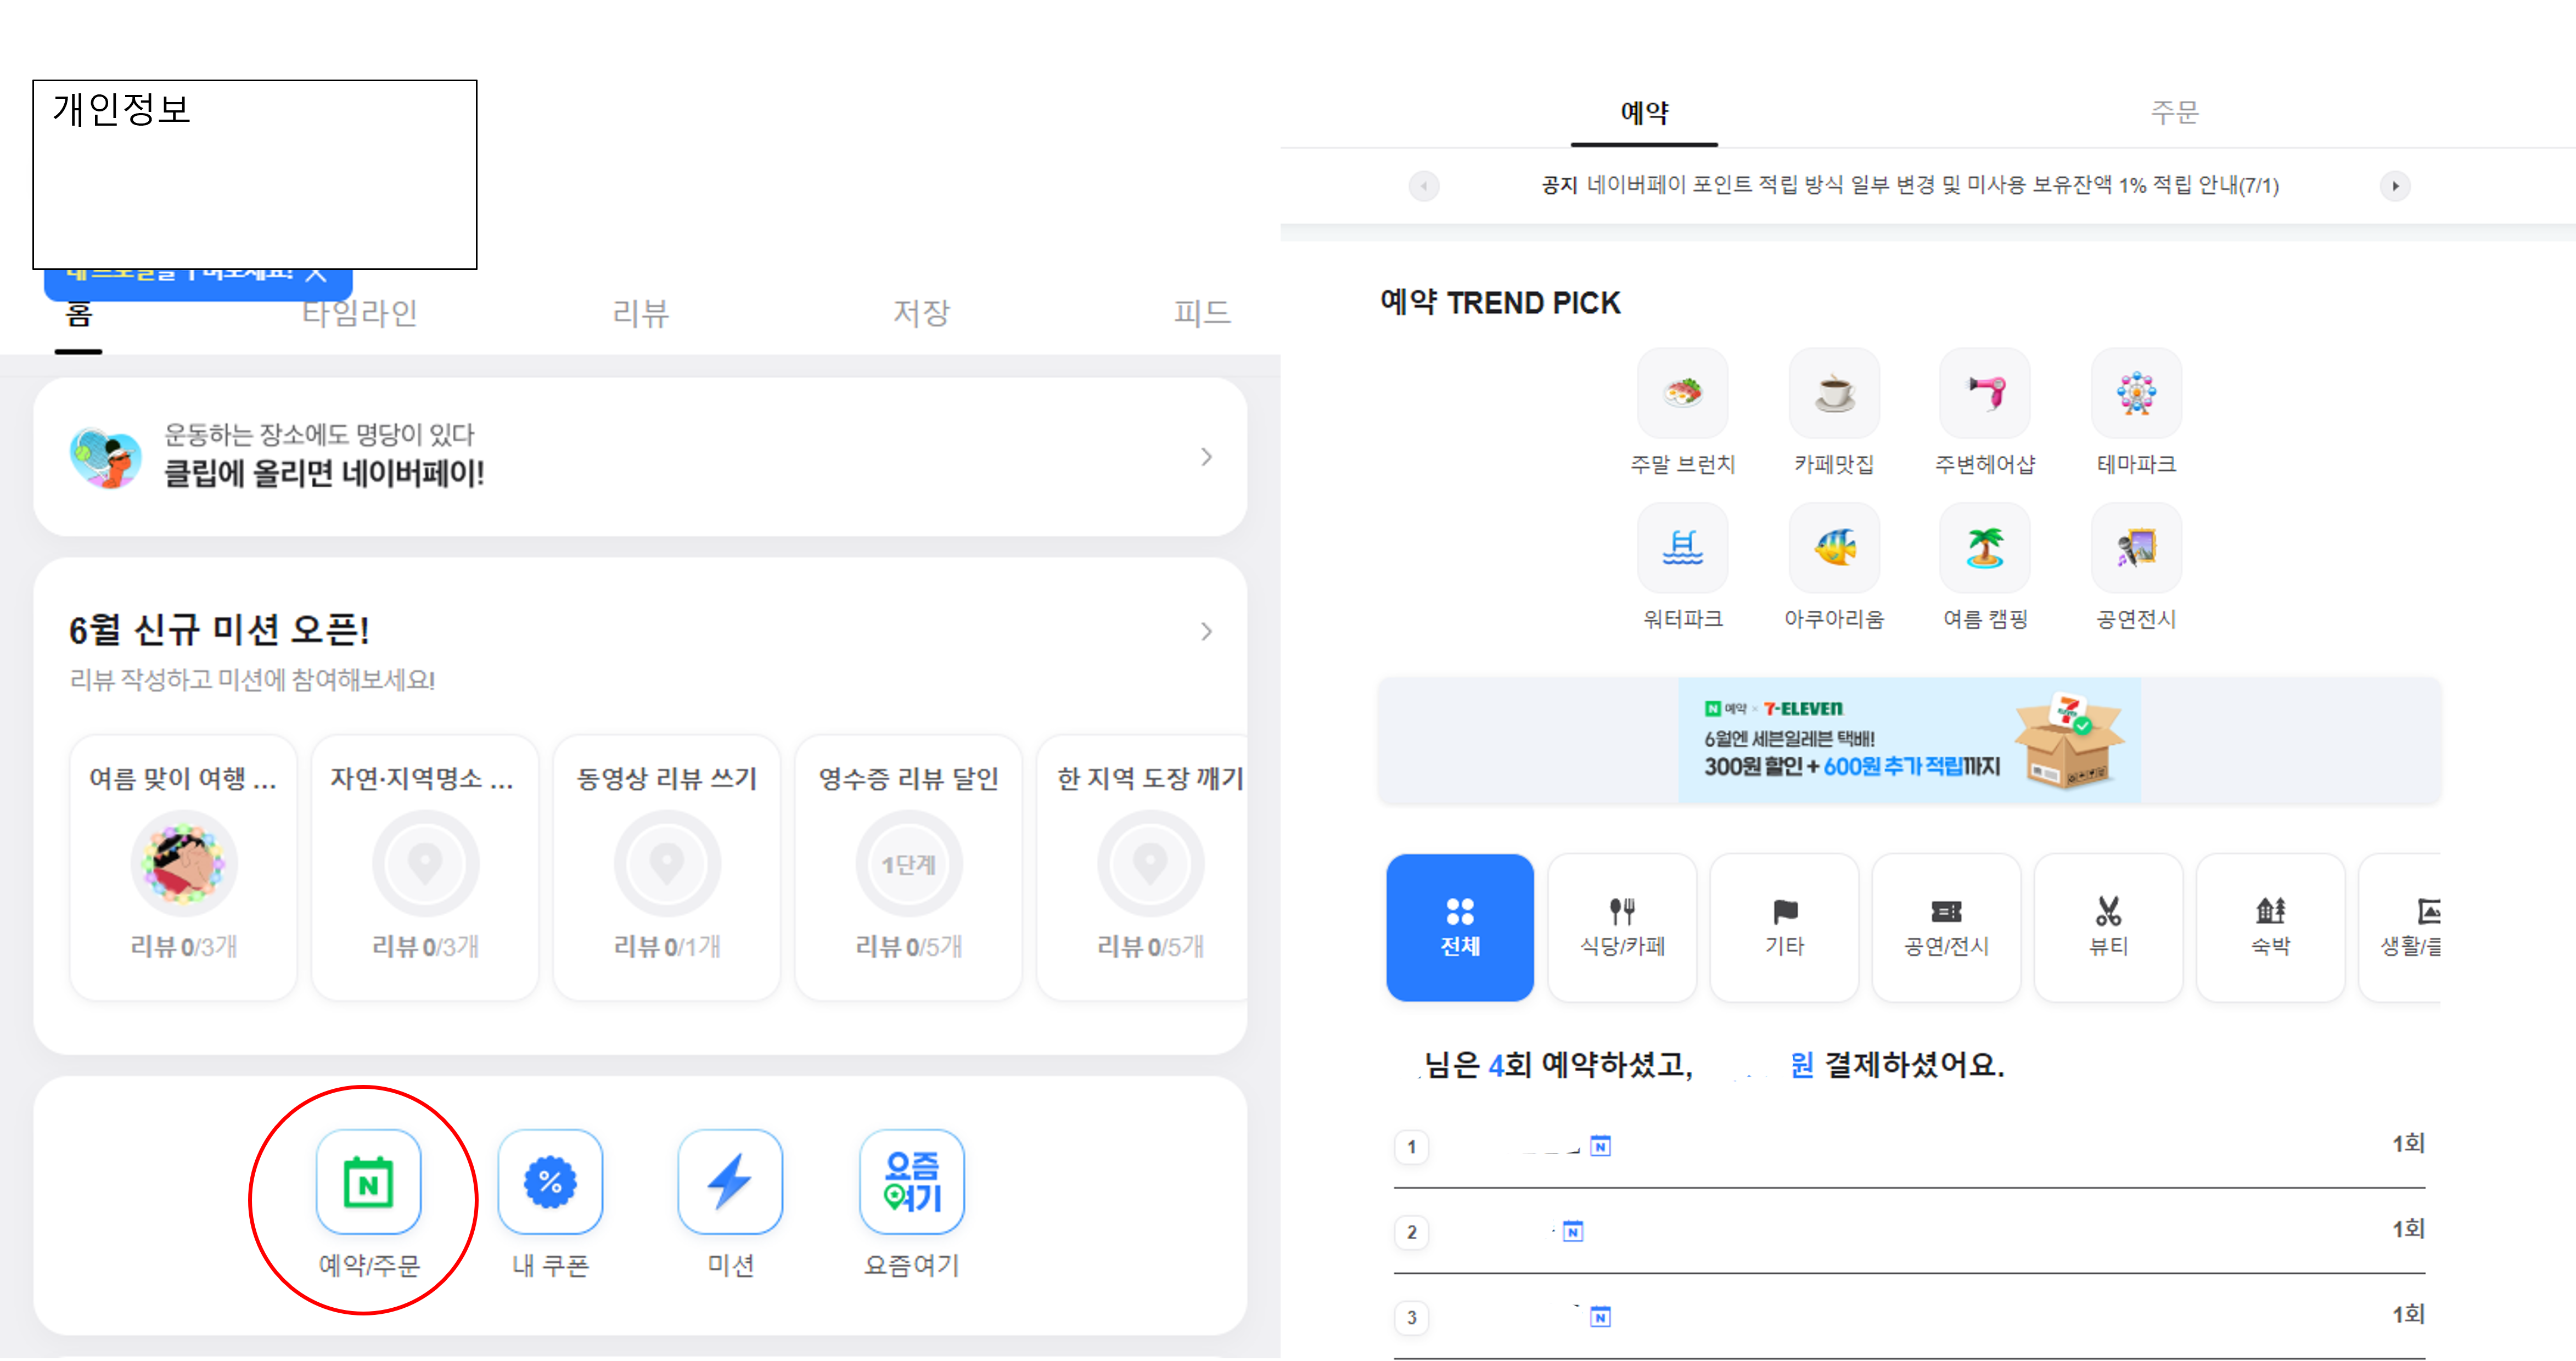 개인정보
홈
타임라인
리뷰
저장
피드
운동하는 장소에도 명당이 있다
클립에 올리면 네이버페이!
6월 신규 미션 오픈!
리뷰 작성하고 미션에 참여해보세요!
여름 맞이 여행 ...
자연·지역명소 ...
동영상 리뷰 쓰기
영수증 리뷰 달인
한 지역 도장 깨기
1단계
리뷰 0/3개
리뷰 0/3개
리뷰 0/1개
리뷰 0/5개
리뷰 0/5개
N
%
요즘
여기
예약/주문
내 쿠폰
미션
요즘여기
예약
주문
공지 네이버페이 포인트 적립 방식 일부 변경 및 미사용 보유잔액 1% 적립 안내(7/1)
예약 TREND PICK
주말 브런치
카페맛집
주변헤어샵
테마파크
워터파크
아쿠아리움
여름 캠핑
공연전시
N 예약 × 7-ELEVEN
6월엔 세븐일레븐 택배!
300원 할인 + 600원 추가 적립까지
전체
식당/카페
기타
공연/전시
뷰티
숙박
생활/
님은 4회 예약하셨고, 원 결제하셨어요.
1 N 1회
2 N 1회
3 N 1회